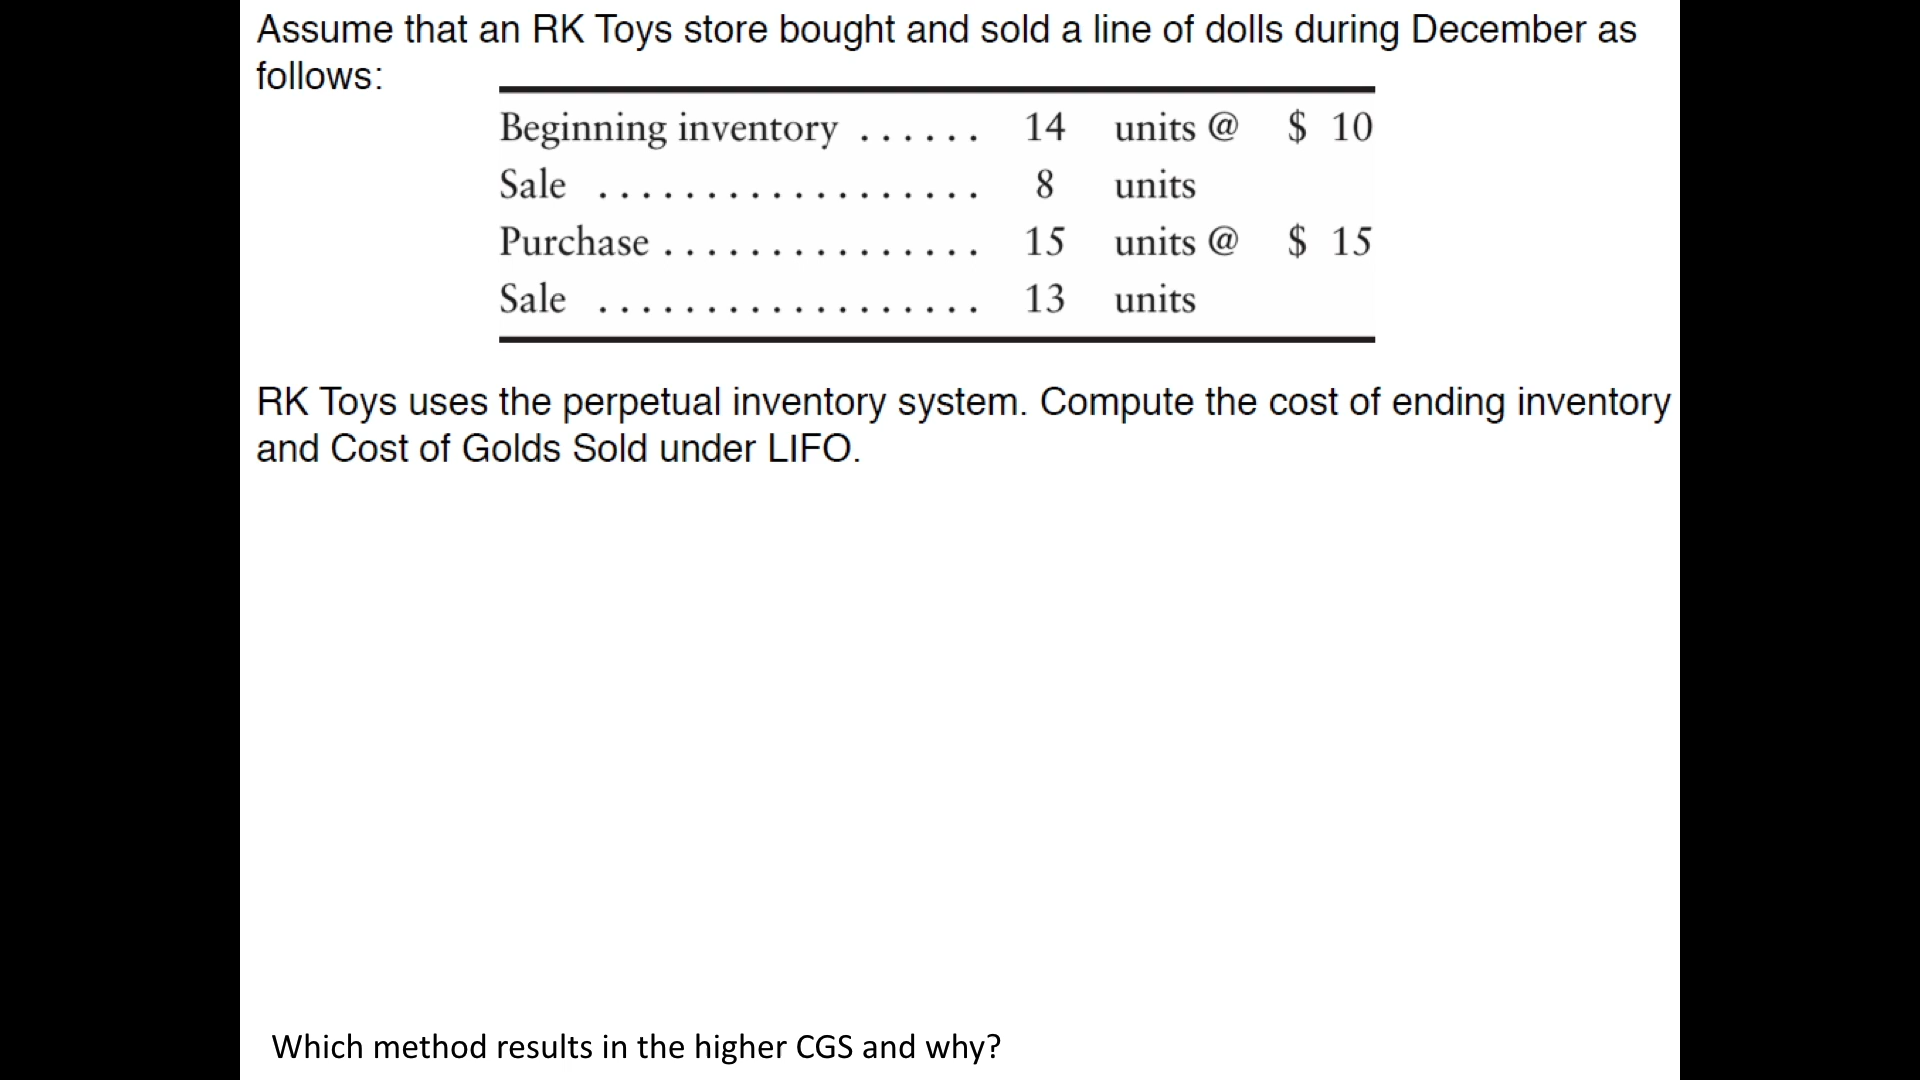 Assume that an RK Toys store bought and sold a line of dolls during December as
follows:
Beginning inventory . . . . . . 14 units @ $ 10
Sale . . . . . . . . . . . . . . . . . . 8 units
Purchase . . . . . . . . . . . . . . . 15 units @ $ 15
Sale . . . . . . . . . . . . . . . . . . 13 units
RK Toys uses the perpetual inventory system. Compute the cost of ending inventory
and Cost of Golds Sold under LIFO.
Which method results in the higher CGS and why?